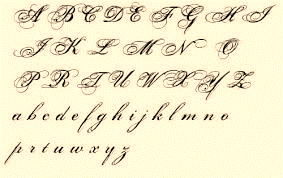 A B C D E F G H I
J K L M N O
P R T U W X Y Z
a b c d e f g h i j k l m n o
p r t u w x y z